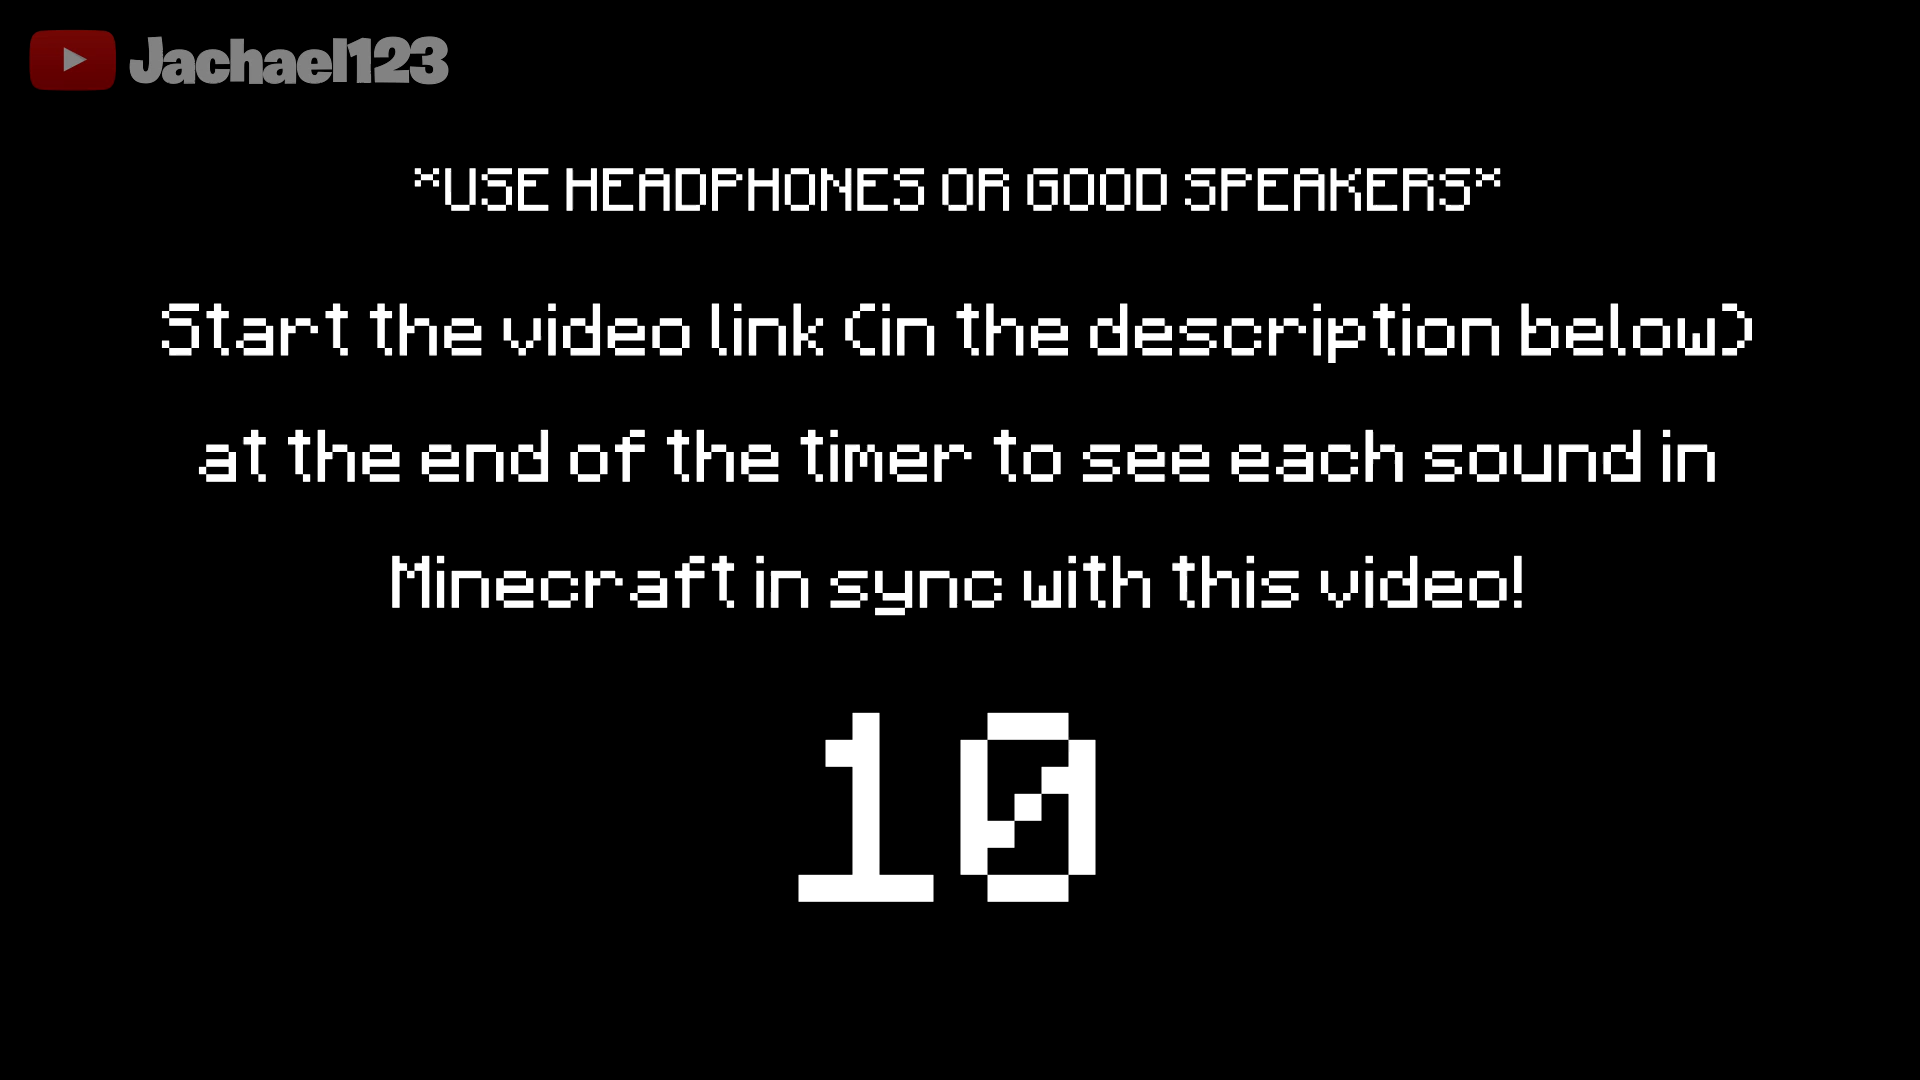 Jachael123
*USE HEADPHONES OR GOOD SPEAKERS*
Start the video link (in the description below)
at the end of the timer to see each sound in
Minecraft in sync with this video!
10